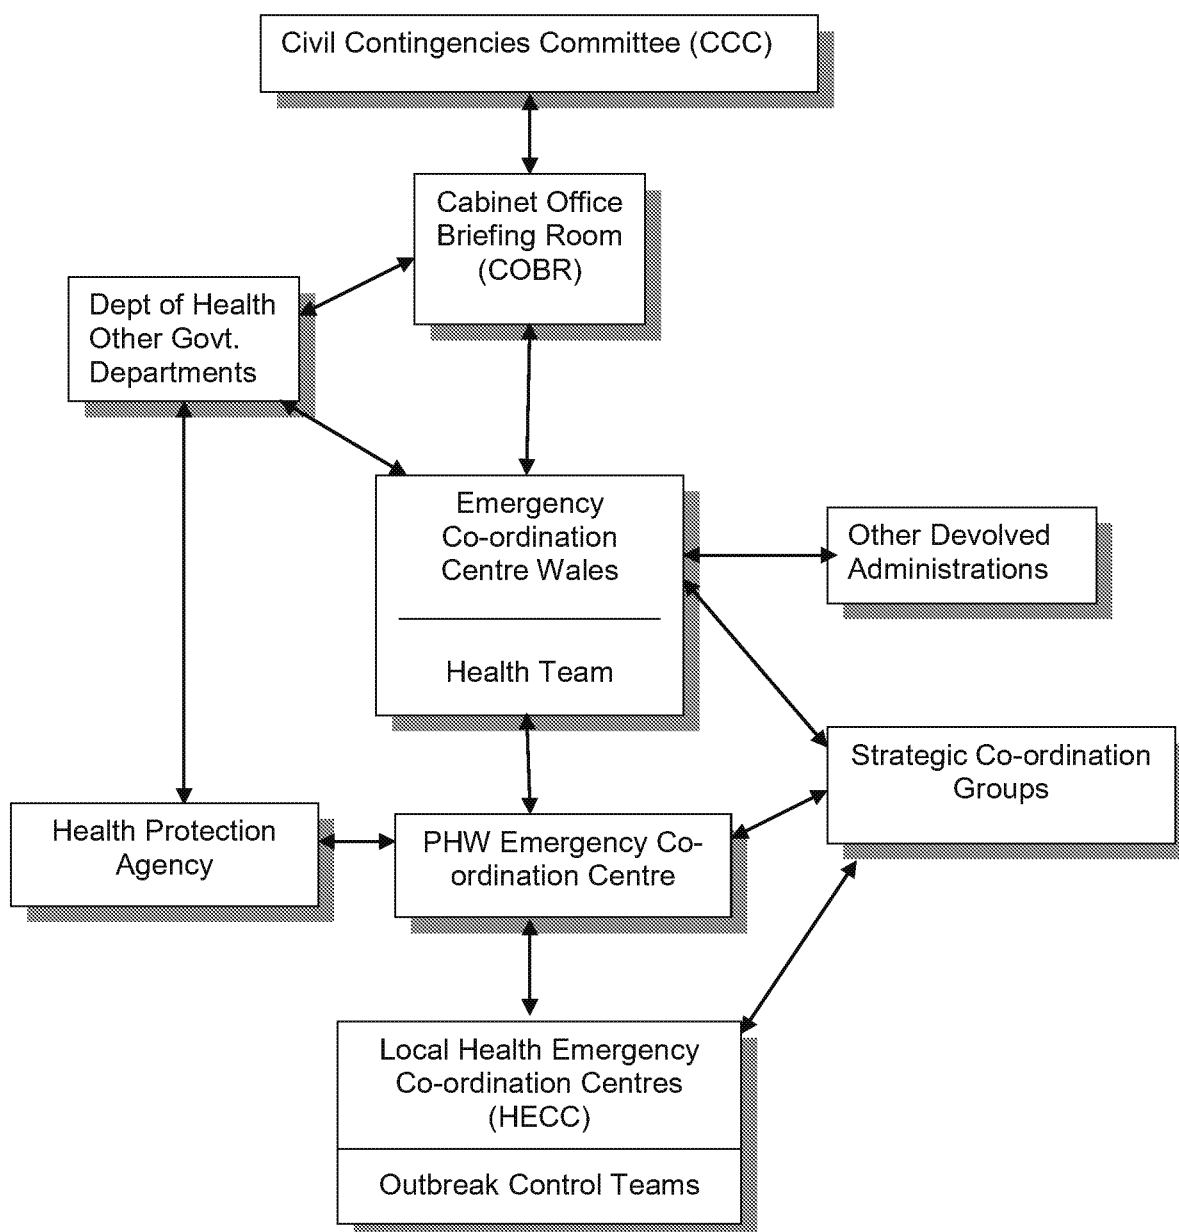 Civil Contingencies Committee (CCC)
Cabinet Office
Briefing Room
(COBR)
Dept of Health
Other Govt.
Departments
Emergency
Co-ordination
Centre Wales
Health Team
Other Devolved
Administrations
Strategic Co-ordination
Groups
Health Protection
Agency
PHW Emergency Co-
ordination Centre
Local Health Emergency
Co-ordination Centres
(HECC)
Outbreak Control Teams